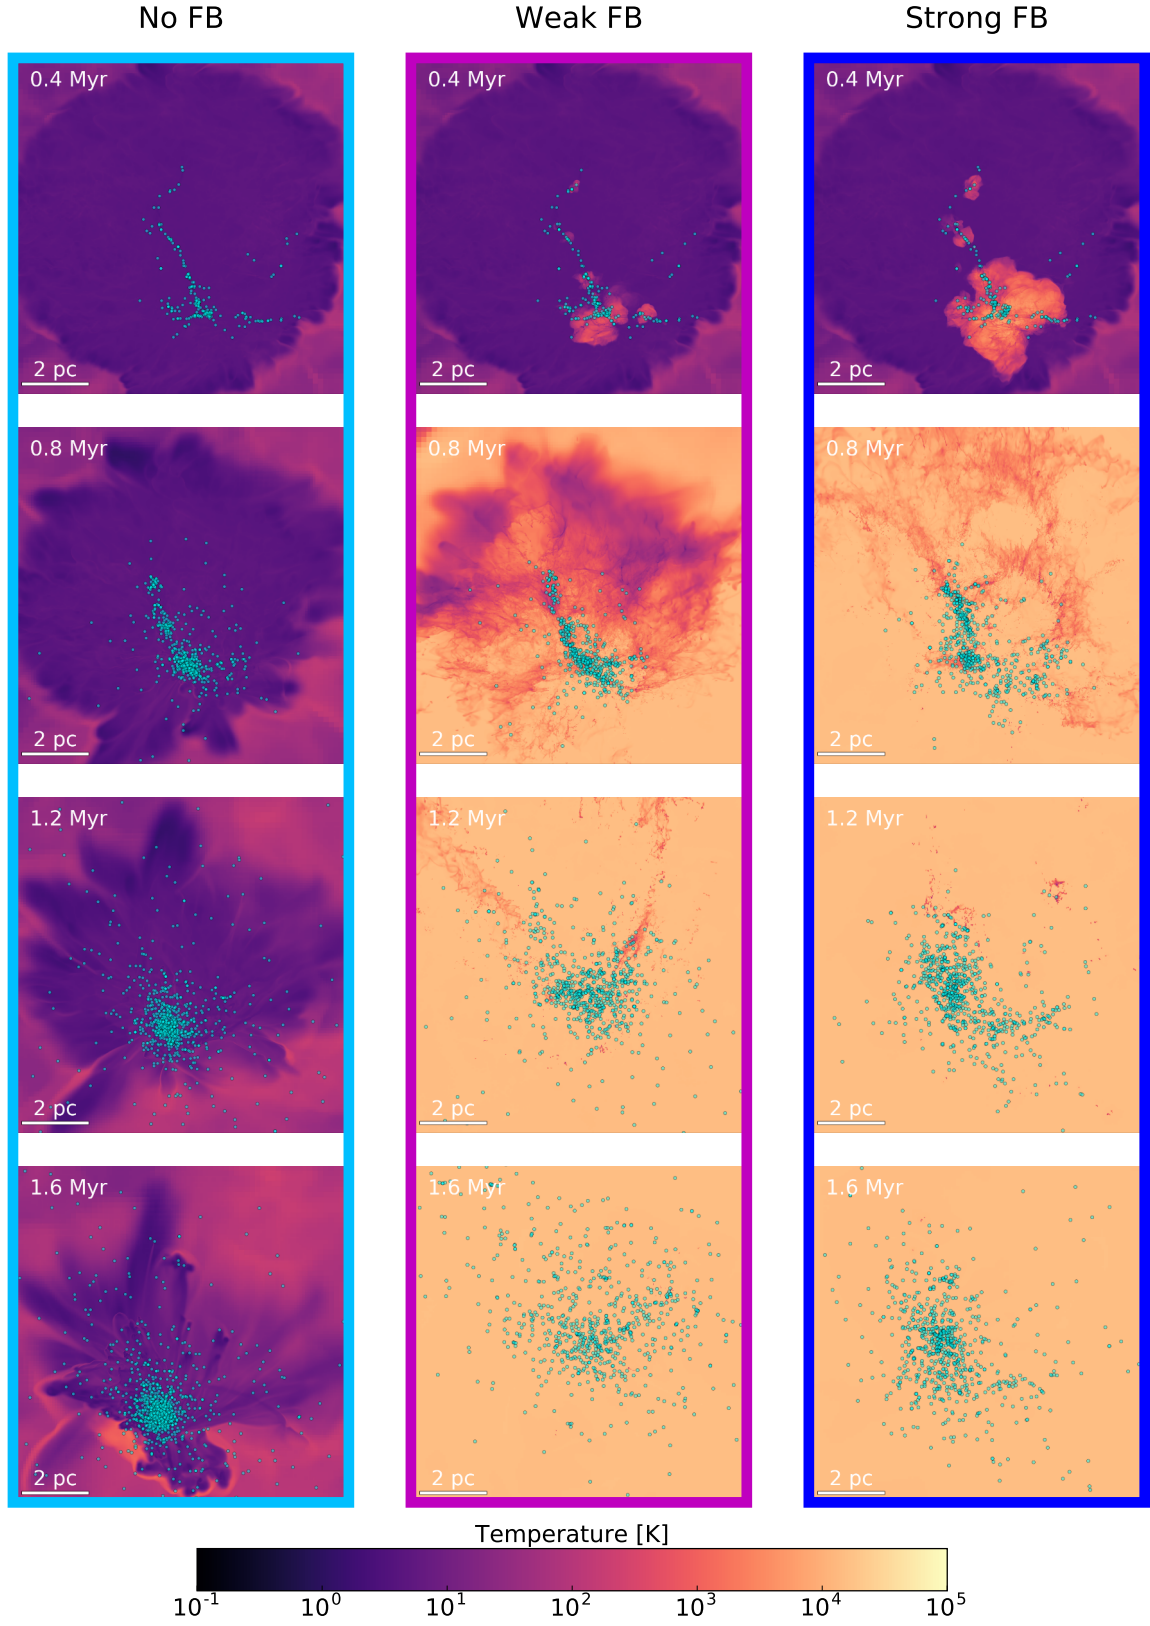 No FB Weak FB Strong FB
0.4 Myr 0.4 Myr 0.4 Myr
2 pc 2 pc 2 pc
0.8 Myr 0.8 Myr 0.8 Myr
2 pc 2 pc 2 pc
1.2 Myr 1.2 Myr 1.2 Myr
2 pc 2 pc 2 pc
1.6 Myr 1.6 Myr 1.6 Myr
2 pc 2 pc 2 pc
Temperature [K]
10⁻¹ 10⁰ 10¹ 10² 10³ 10⁴ 10⁵